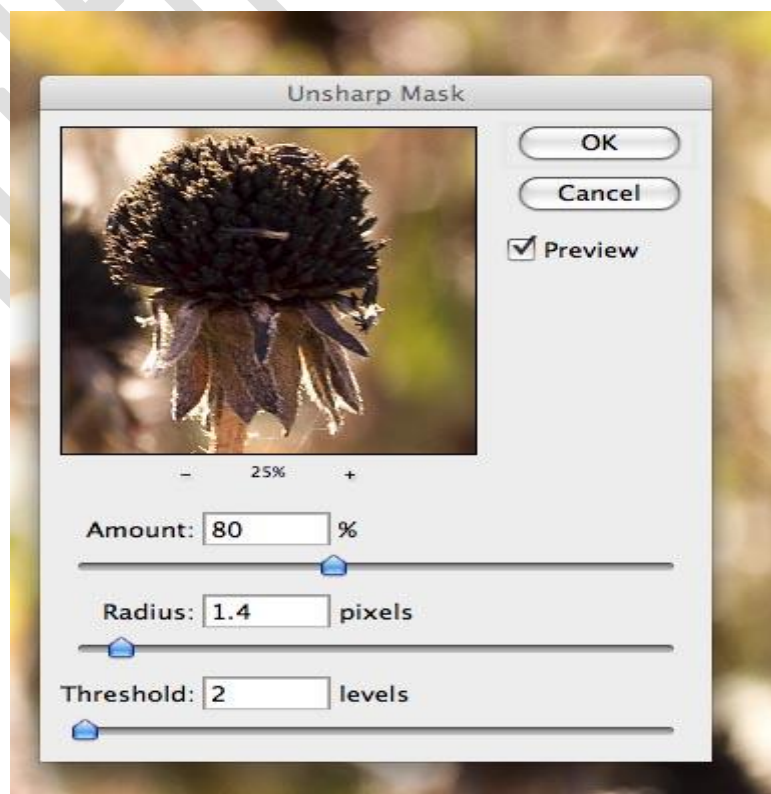 Unsharp Mask
OK
Cancel
Preview
- 25% +
Amount: 80 %
Radius: 1.4 pixels
Threshold: 2 levels